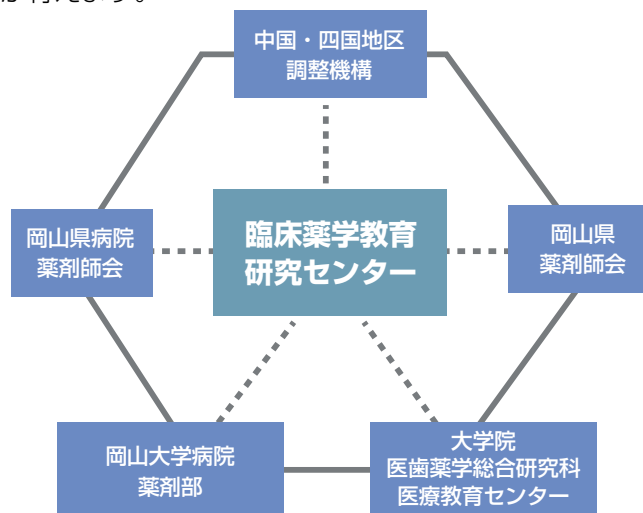 中国・四国地区
調整機構
岡山県病院
薬剤師会
臨床薬学教育
研究センター
岡山県
薬剤師会
岡山大学病院
薬剤部
大学院
医歯薬学総合研究科
医療教育センター